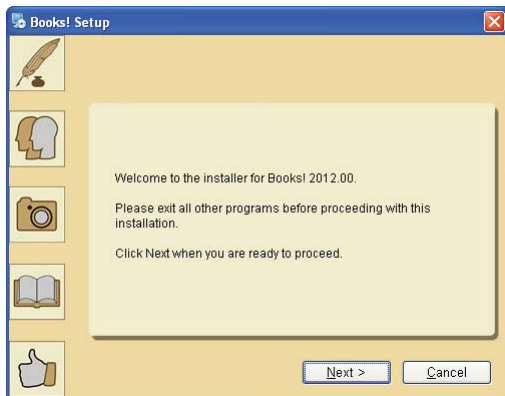 Books! Setup
Welcome to the installer for Books! 2012.00.
Please exit all other programs before proceeding with this
installation.
Click Next when you are ready to proceed.
Next >
Cancel